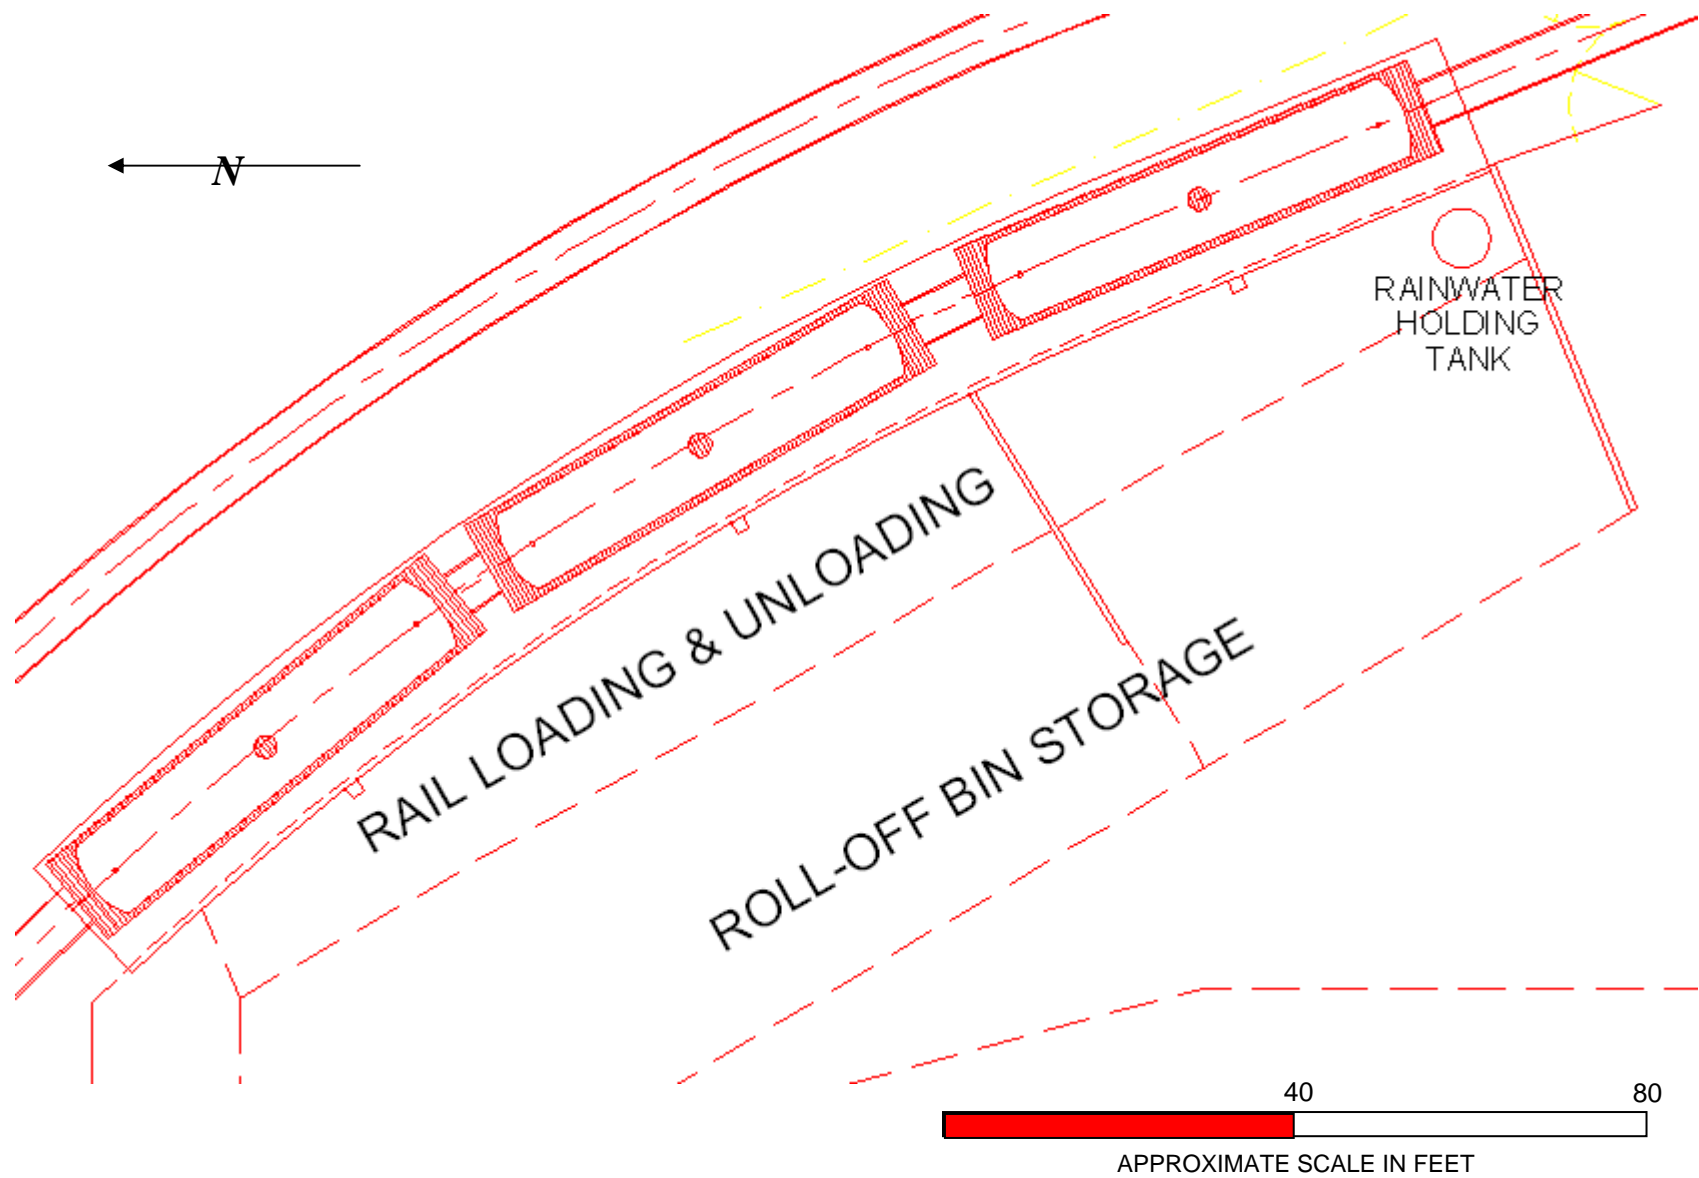 N
RAINWATER
HOLDING
TANK
RAIL LOADING & UNLOADING
ROLL-OFF BIN STORAGE
40 80
APPROXIMATE SCALE IN FEET